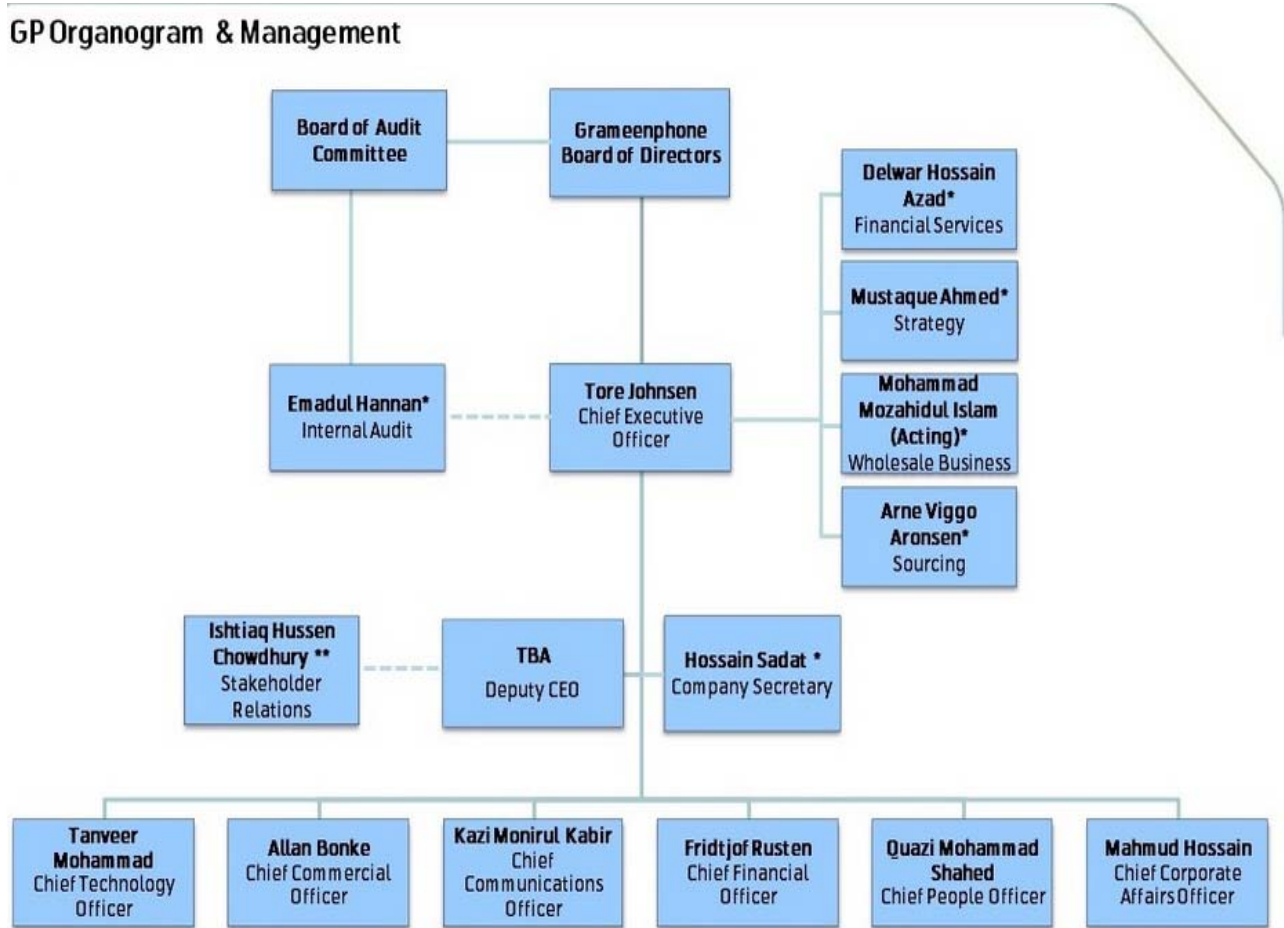 GP Organogram & Management
Board of Audit
Committee
Grameenphone
Board of Directors
Delwar Hossain
Azad*
Financial Services
Mustaque Ahmed*
Strategy
Mohammad
Mozahidul Islam
(Acting)*
Wholesale Business
Arne Viggo
Aronsen*
Sourcing
Emadul Hannan*
Internal Audit
Tore Johnsen
Chief Executive
Officer
Ishtiaq Hussen
Chowdhury **
Stakeholder
Relations
TBA
Deputy CEO
Hossain Sadat *
Company Secretary
Tanveer
Mohammad
Chief Technology
Officer
Allan Bonke
Chief Commercial
Officer
Kazi Monirul Kabir
Chief
Communications
Officer
Fridtjof Rusten
Chief Financial
Officer
Quazi Mohammad
Shahed
Chief People Officer
Mahmud Hossain
Chief Corporate
Affairs Officer